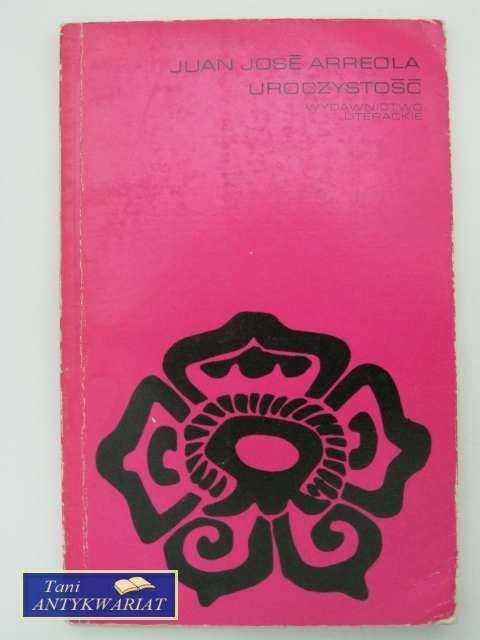 JUAN JOSÉ ARREOLA
UROCZYSTOŚĆ
WYDAWNICTWO
LITERACKIE
Tani
ANTYKWARIAT